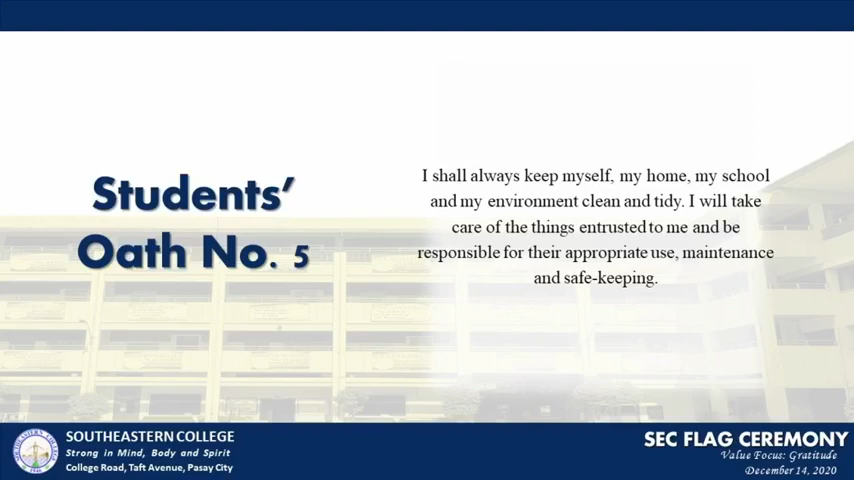 Students’
Oath No. 5
I shall always keep myself, my home, my school
and my environment clean and tidy. I will take
care of the things entrusted to me and be
responsible for their appropriate use, maintenance
and safe-keeping.
SOUTHEASTERN COLLEGE
Strong in Mind, Body and Spirit
College Road, Taft Avenue, Pasay City
SEC FLAG CEREMONY
Value Focus: Gratitude
December 14, 2020